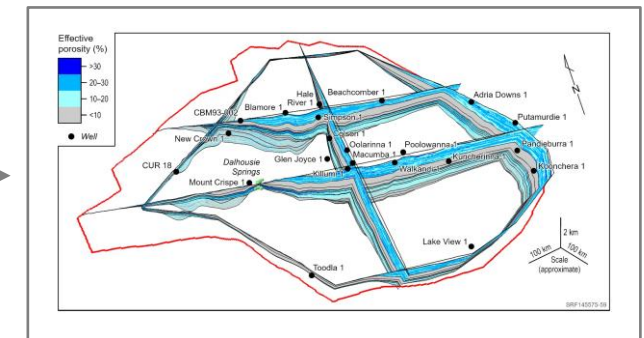 Effective
porosity (%)
>30
20–30
10–20
<10
Well
Hale
River 1
Beachcomber 1
Adria Downs 1
CBM93-002
Blamore 1
Simpson 1
Putamurdie 1
New Crown 1
Colson 1
Oolarinna 1
Poolowanna 1
Pandieburra 1
Macumba 1
Glen Joyce 1
Kuncherinna 1
CUR 18
Dalhousie
Springs
Killumi 1
Walkandi 1
Koonchera 1
Mount Crispe 1
Lake View 1
Toodla 1
2 km
100 km
100 km
Scale
(approximate)
SRF145575-59